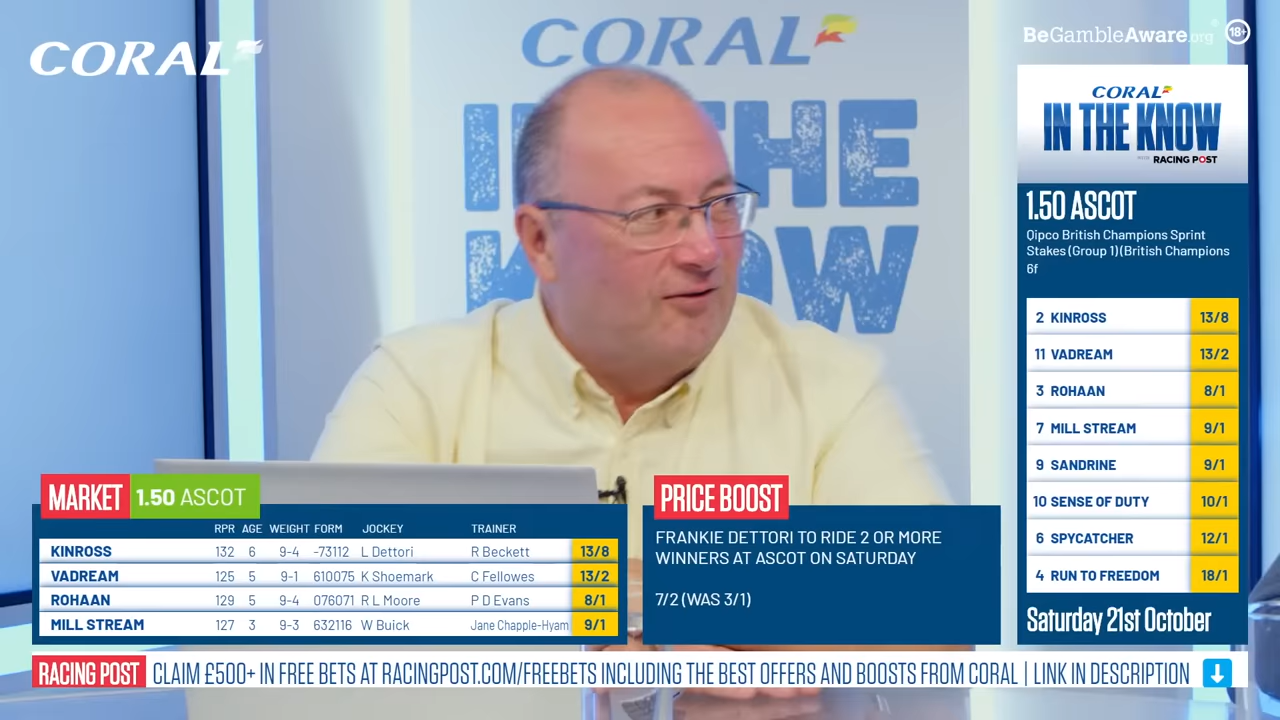 CORAL
CORAL
IN THE
KNOW
BeGambleAware.org 18+
CORAL
IN THE KNOW
WITH RACING POST
1.50 ASCOT
Qipco British Champions Sprint
Stakes (Group 1) (British Champions
6f
2 KINROSS 13/8
11 VADREAM 13/2
3 ROHAAN 8/1
7 MILL STREAM 9/1
9 SANDRINE 9/1
10 SENSE OF DUTY 10/1
6 SPYCATCHER 12/1
4 RUN TO FREEDOM 18/1
Saturday 21st October
MARKET 1.50 ASCOT
RPR AGE WEIGHT FORM JOCKEY TRAINER
KINROSS 132 6 9-4 -73112 L Dettori R Beckett 13/8
VADREAM 125 5 9-1 610075 K Shoemark C Fellowes 13/2
ROHAAN 129 5 9-4 076071 R L Moore P D Evans 8/1
MILL STREAM 127 3 9-3 632116 W Buick Jane Chapple-Hyam 9/1
PRICE BOOST
FRANKIE DETTORI TO RIDE 2 OR MORE
WINNERS AT ASCOT ON SATURDAY
7/2 (WAS 3/1)
RACING POST CLAIM £500+ IN FREE BETS AT RACINGPOST.COM/FREEBETS INCLUDING THE BEST OFFERS AND BOOSTS FROM CORAL | LINK IN DESCRIPTION